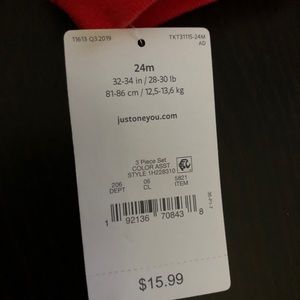 11613 Q3 2019
TKT31115-24M
AD
24m
32-34 in / 28-30 lb
81-86 cm / 12,5-13,6 kg
justoneyou.com
3 Piece Set
COLOR ASST
STYLE 1H228310
206 06 5821
DEPT CL ITEM
1 92136 70843 8
$15.99